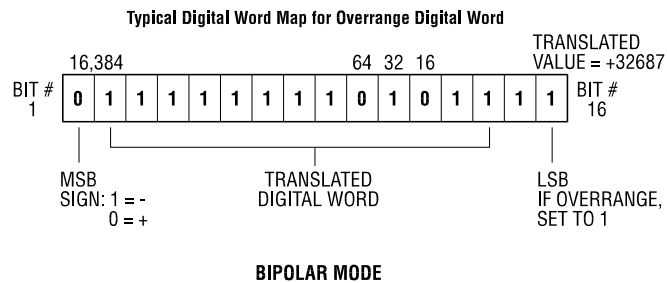 Typical Digital Word Map for Overrange Digital Word
TRANSLATED
VALUE = +32687
16,384 64 32 16
BIT #
1
0 1 1 1 1 1 1 1 1 0 1 0 1 1 1 1
BIT #
16
MSB
SIGN: 1 = -
0 = +
TRANSLATED
DIGITAL WORD
LSB
IF OVERRANGE,
SET TO 1
BIPOLAR MODE